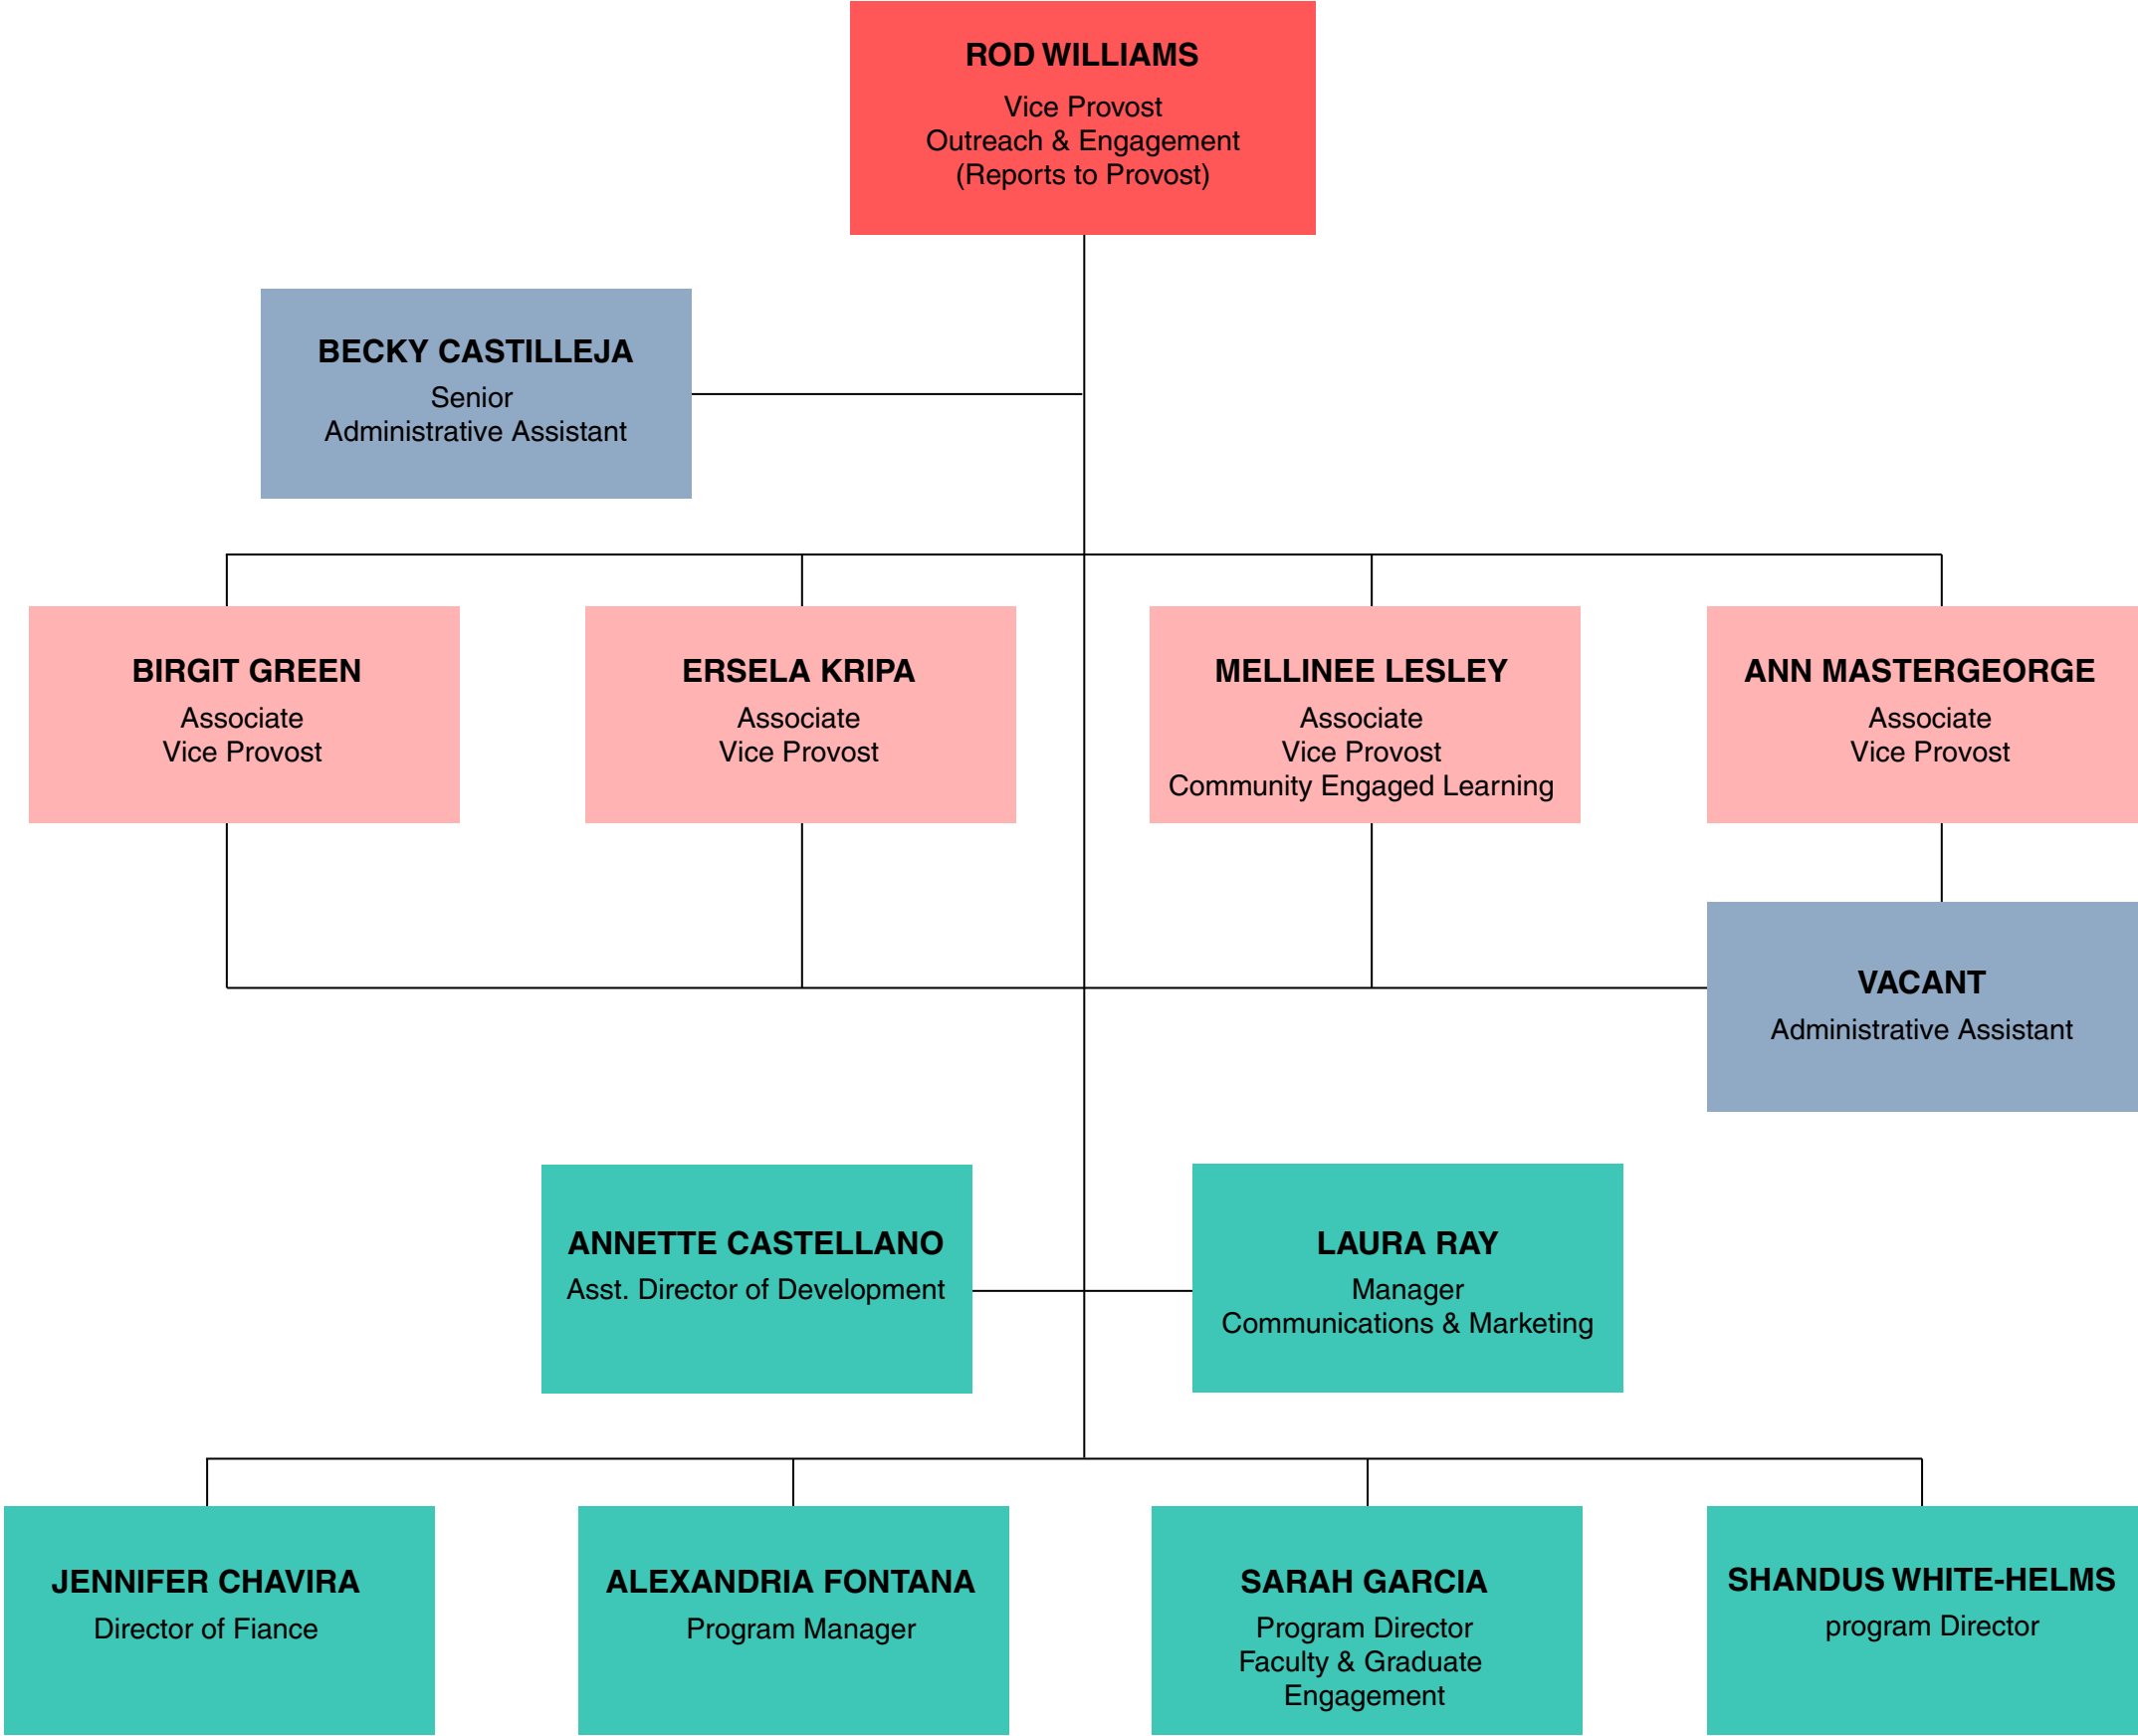 ROD WILLIAMS
Vice Provost
Outreach & Engagement
(Reports to Provost)
BECKY CASTILLEJA
Senior
Administrative Assistant
BIRGIT GREEN
Associate
Vice Provost
ERSELA KRIPA
Associate
Vice Provost
MELLINEE LESLEY
Associate
Vice Provost
Community Engaged Learning
ANN MASTERGEORGE
Associate
Vice Provost
VACANT
Administrative Assistant
ANNETTE CASTELLANO
Asst. Director of Development
LAURA RAY
Manager
Communications & Marketing
JENNIFER CHAVIRA
Director of Fiance
ALEXANDRIA FONTANA
Program Manager
SARAH GARCIA
Program Director
Faculty & Graduate
Engagement
SHANDUS WHITE-HELMS
program Director